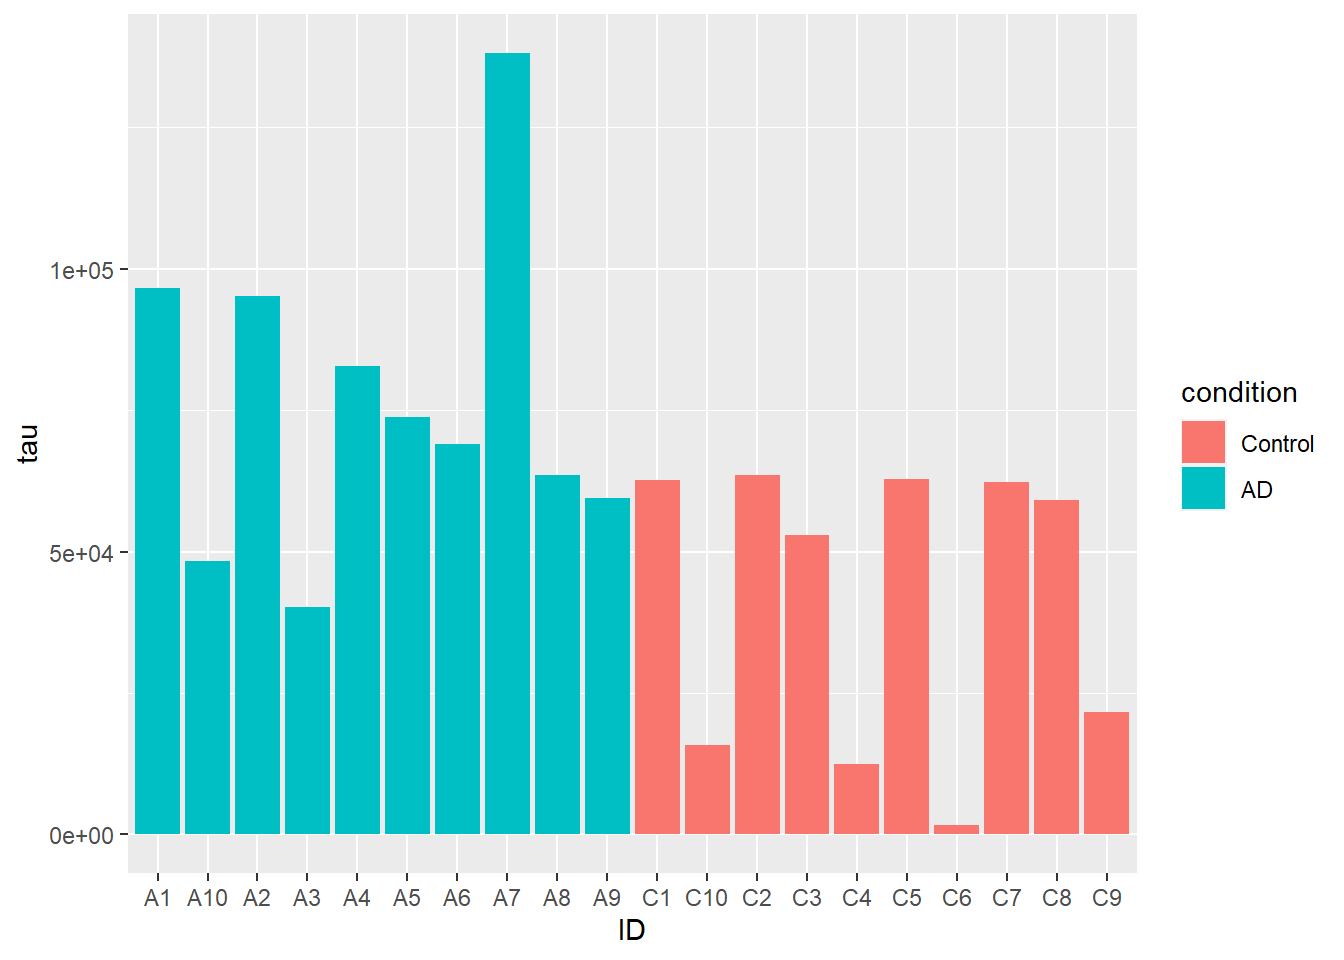 tau
1e+05
5e+04
0e+00
A1 A10 A2 A3 A4 A5 A6 A7 A8 A9 C1 C10 C2 C3 C4 C5 C6 C7 C8 C9
ID
condition
Control
AD